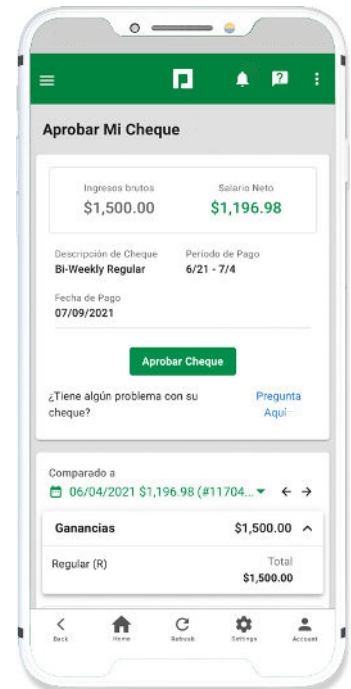 Aprobar Mi Cheque
Ingresos brutos
Salario Neto
$1,500.00
$1,196.98
Descripción de Cheque
Periodo de Pago
Bi-Weekly Regular
6/21 - 7/4
Fecha de Pago
07/09/2021
Aprobar Cheque
¿Tiene algún problema con su
cheque?
Pregunta
Aquí
Comparado a
06/04/2021 $1,196.98 (#11704...
Ganancias
$1,500.00
Regular (R)
Total
$1,500.00
Back
Home
Refresh
Settings
Account